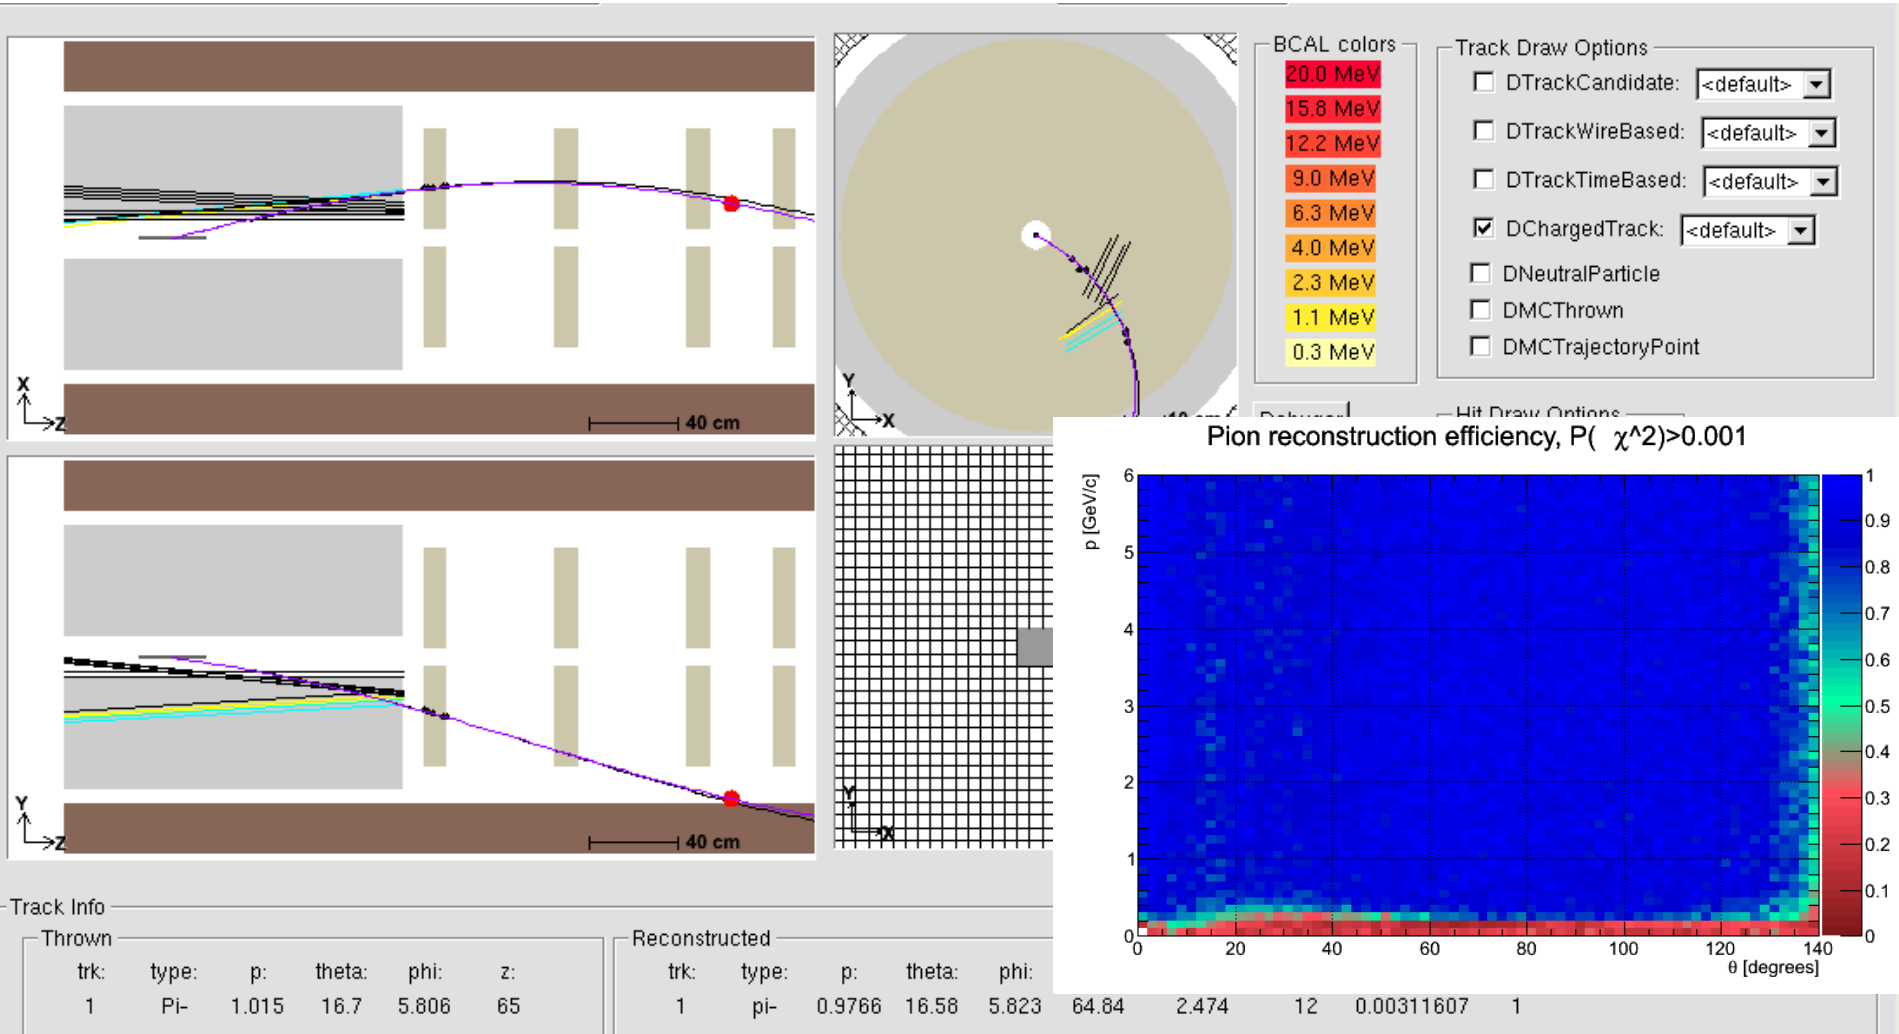 BCAL colors
20.0 MeV
15.8 MeV
12.2 MeV
9.0 MeV
6.3 MeV
4.0 MeV
2.3 MeV
1.1 MeV
0.3 MeV
Track Draw Options
DTrackCandidate: <default>
DTrackWireBased: <default>
DTrackTimeBased: <default>
DChargedTrack: <default>
DNeutralParticle
DMCThrown
DMCTrajectoryPoint
X
Z
40 cm
Y
X
Debugger
Hit Draw Options
Y
Z
40 cm
Y
X
Pion reconstruction efficiency, P( χ^2)>0.001
p [GeV/c]
6
5
4
3
2
1
0
0 20 40 60 80 100 120 140
θ [degrees]
1
0.9
0.8
0.7
0.6
0.5
0.4
0.3
0.2
0.1
0
Track Info
Thrown
trk: type: p: theta: phi: z:
1 Pi- 1.015 16.7 5.806 65
Reconstructed
trk: type: p: theta: phi:
1 pi- 0.9766 16.58 5.823 64.84 2.474 12 0.00311607 1